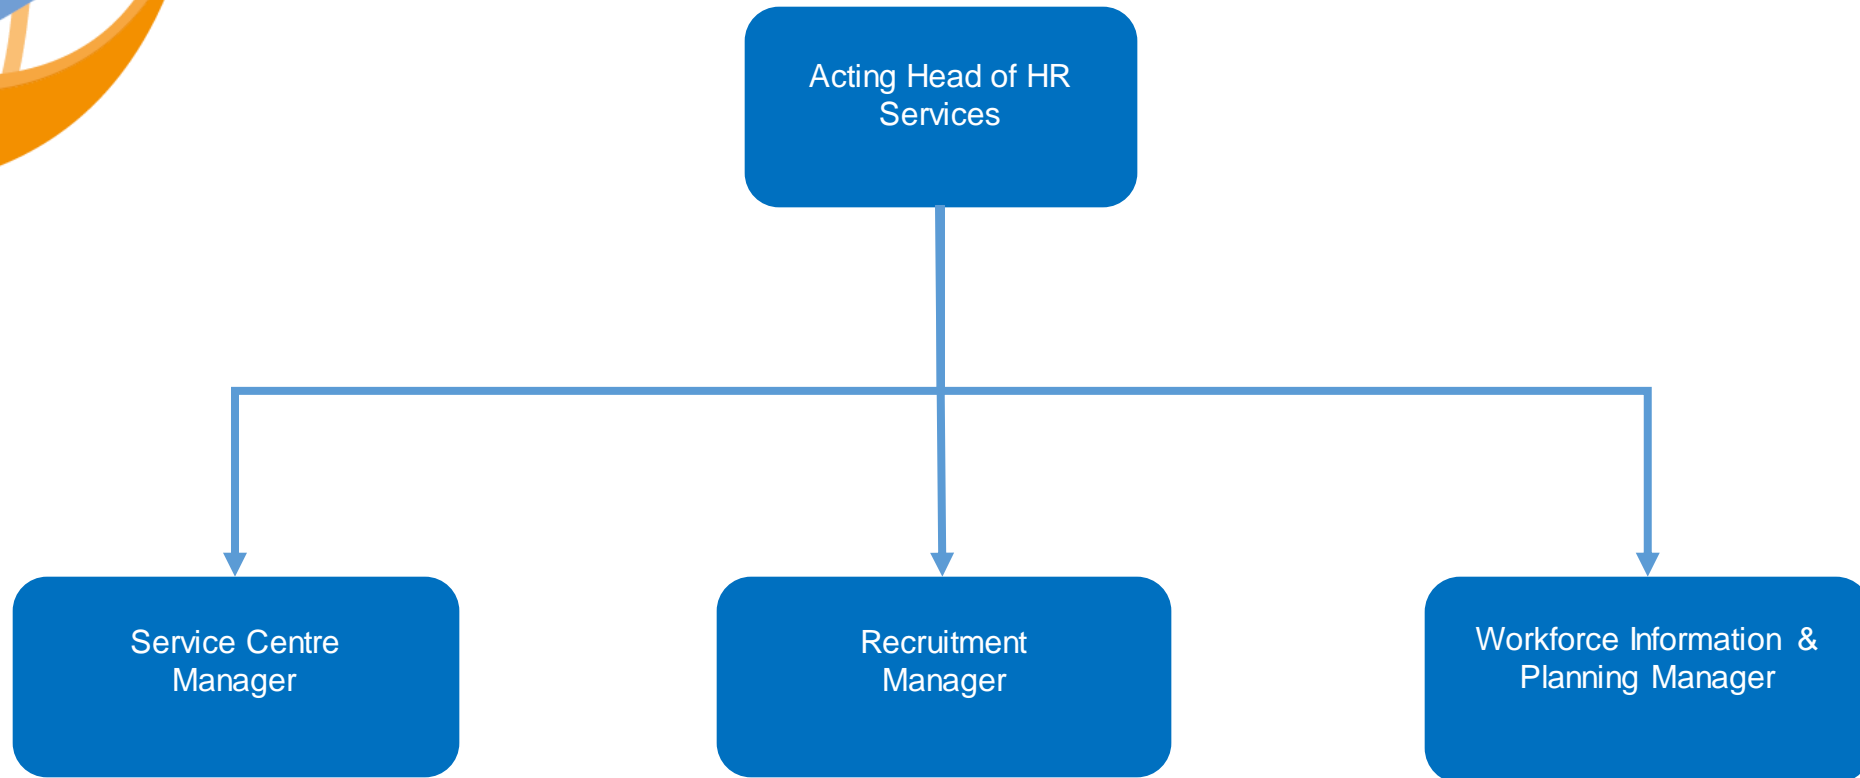 Acting Head of HR
Services
Service Centre
Manager
Recruitment
Manager
Workforce Information &
Planning Manager